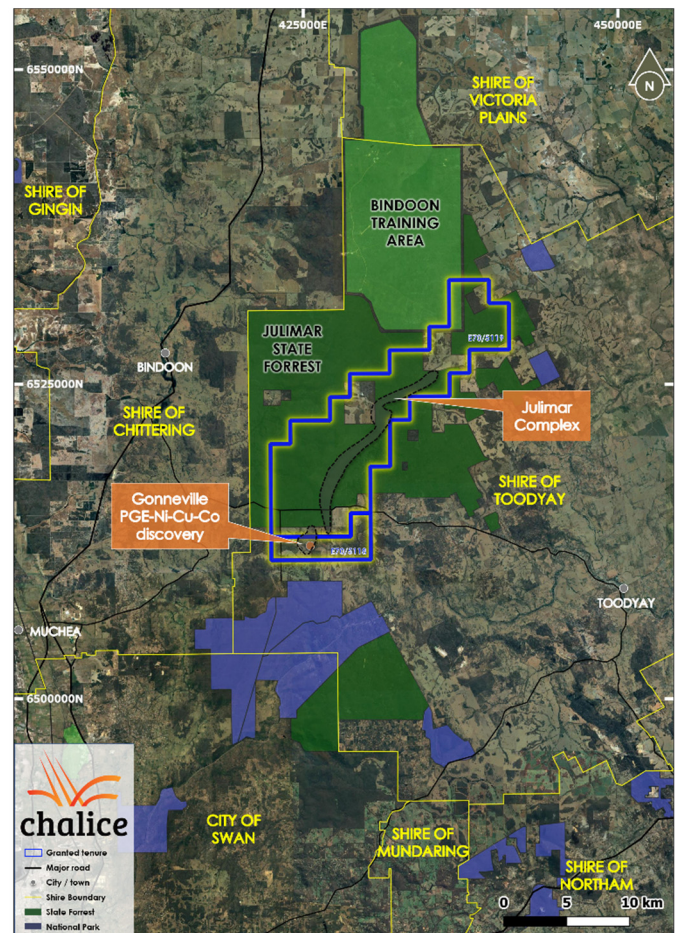 425000E
450000E
6550000N
N
SHIRE OF
VICTORIA
PLAINS
SHIRE OF
GINGIN
BINDOON
TRAINING
AREA
JULIMAR
STATE
FORREST
E70/5119
BINDOON
6525000N
SHIRE OF
CHITTERING
Julimar
Complex
SHIRE OF
TOODYAY
Gonneville
PGE-Ni-Cu-Co
discovery
E70/5118
TOODYAY
MUCHEA
6500000N
chalice
Granted tenure
Major road
City / town
Shire Boundary
State Forrest
National Park
CITY OF
SWAN
SHIRE OF
MUNDARING
SHIRE OF
NORTHAM
0 5 10 km